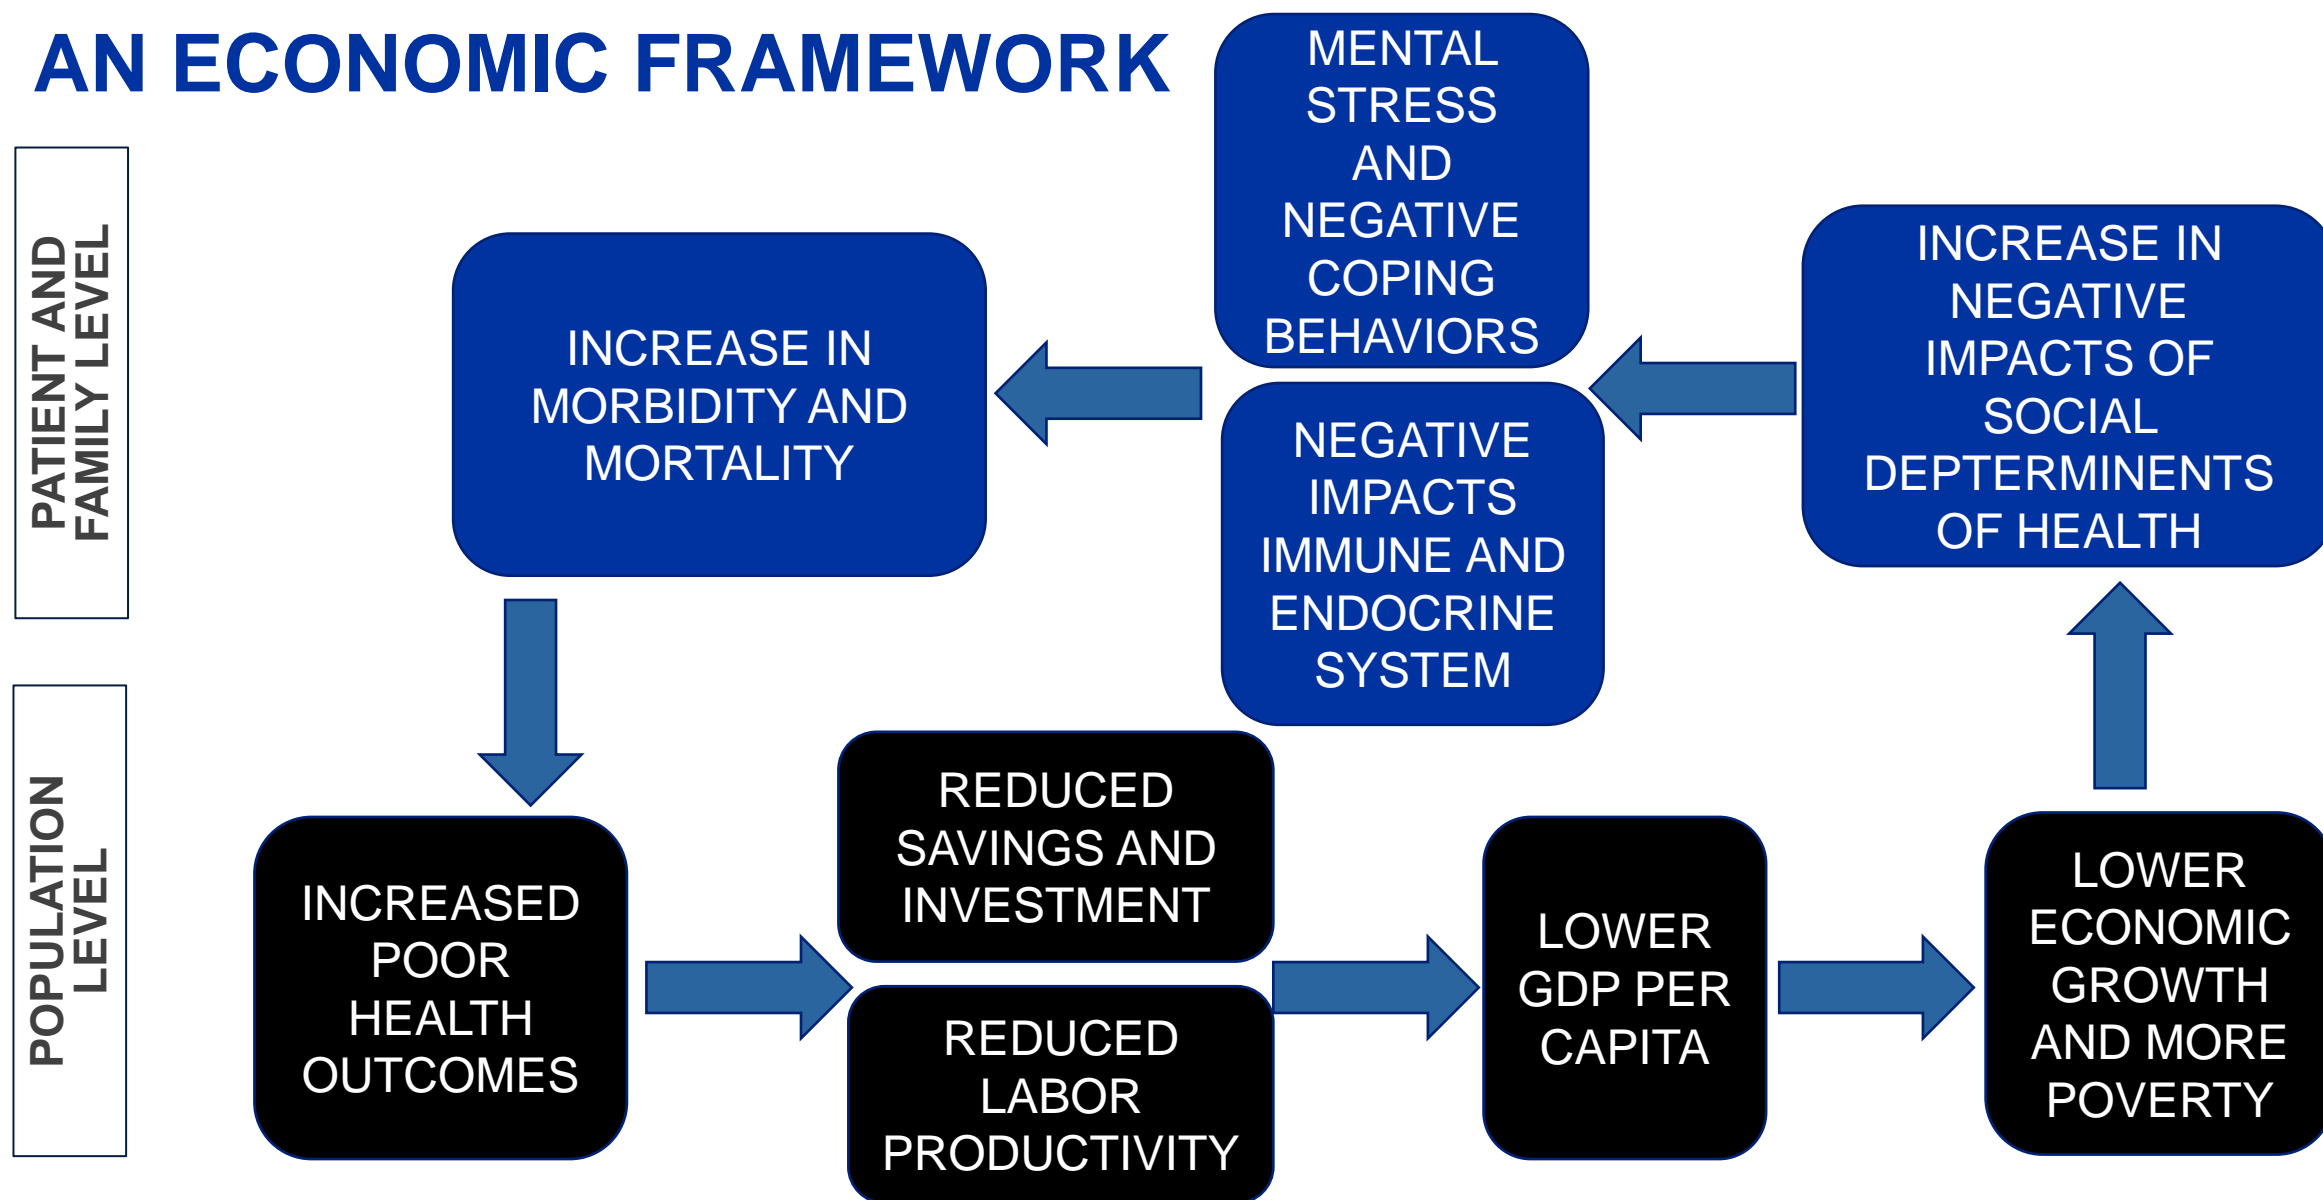 AN ECONOMIC FRAMEWORK
PATIENT AND
FAMILY LEVEL
INCREASE IN
MORBIDITY AND
MORTALITY
MENTAL
STRESS
AND
NEGATIVE
COPING
BEHAVIORS
NEGATIVE
IMPACTS
IMMUNE AND
ENDOCRINE
SYSTEM
INCREASE IN
NEGATIVE
IMPACTS OF
SOCIAL
DEPTERMINENTS
OF HEALTH
POPULATION
LEVEL
INCREASED
POOR
HEALTH
OUTCOMES
REDUCED
SAVINGS AND
INVESTMENT
REDUCED
LABOR
PRODUCTIVITY
LOWER
GDP PER
CAPITA
LOWER
ECONOMIC
GROWTH
AND MORE
POVERTY